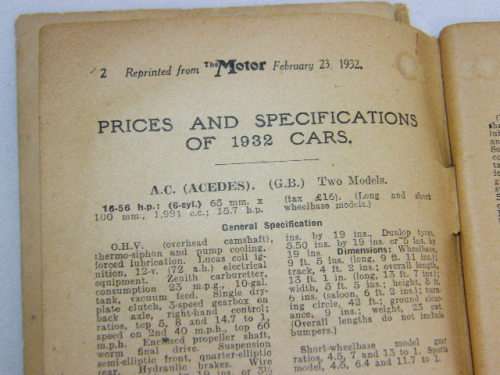 2 Reprinted from The Motor February 23, 1932.
PRICES AND SPECIFICATIONS
OF 1932 CARS.
A.C. (ACEDES). (G.B.) Two Models.
16-56 h.p.: (6-cyl.) 65 mm. x
100 mm., 1,991 c.c.; 15.7 h.p.
(tax £16). (Long and short
wheelbase models.)
General Specification
O.H.V. (overhead camshaft),
thermo-siphon and pump cooling,
forced lubrication. Lucas coil ig-
nition, 12-v. (72 a.h.) electrical
equipment. Zenith carburetter,
consumption 23 m.p.g., 10-gal.
tank, vacuum feed. Single dry-
plate clutch, 3-speed gearbox on
back axle, right-hand control;
ratios, top 5, 8 and 14.7 to 1,
speed on 2nd 40 m.p.h., top 60
m.p.h. Enclosed propeller shaft,
worm final drive. Suspension
semi-elliptic front, quarter-elliptic
rear. Hydraulic brakes. Wire
ins. by 19 ins., Dunlop tyres,
5.50 ins. by 19 ins. or 5 ins. by
19 ins. Dimensions: Wheelbase,
9 ft. 5 ins. (long, 9 ft. 11 ins.);
track, 4 ft. 2 ins.; overall length,
13 ft. 1 in. (long, 13 ft. 7 ins.);
width, 5 ft. 5 ins.; height, 5 ft.
6 ins. (saloon, 6 ft. 2 ins.); turn-
ing circle, 42 ft.; ground clear-
ance, 9 ins.; weight, 25 cwt.
(Overall lengths do not include
bumpers.)
Short-wheelbase model gear
ratios, 4.5, 7 and 13 to 1. Sports
model, 4.5, 6.4 and 11.7 to 1.